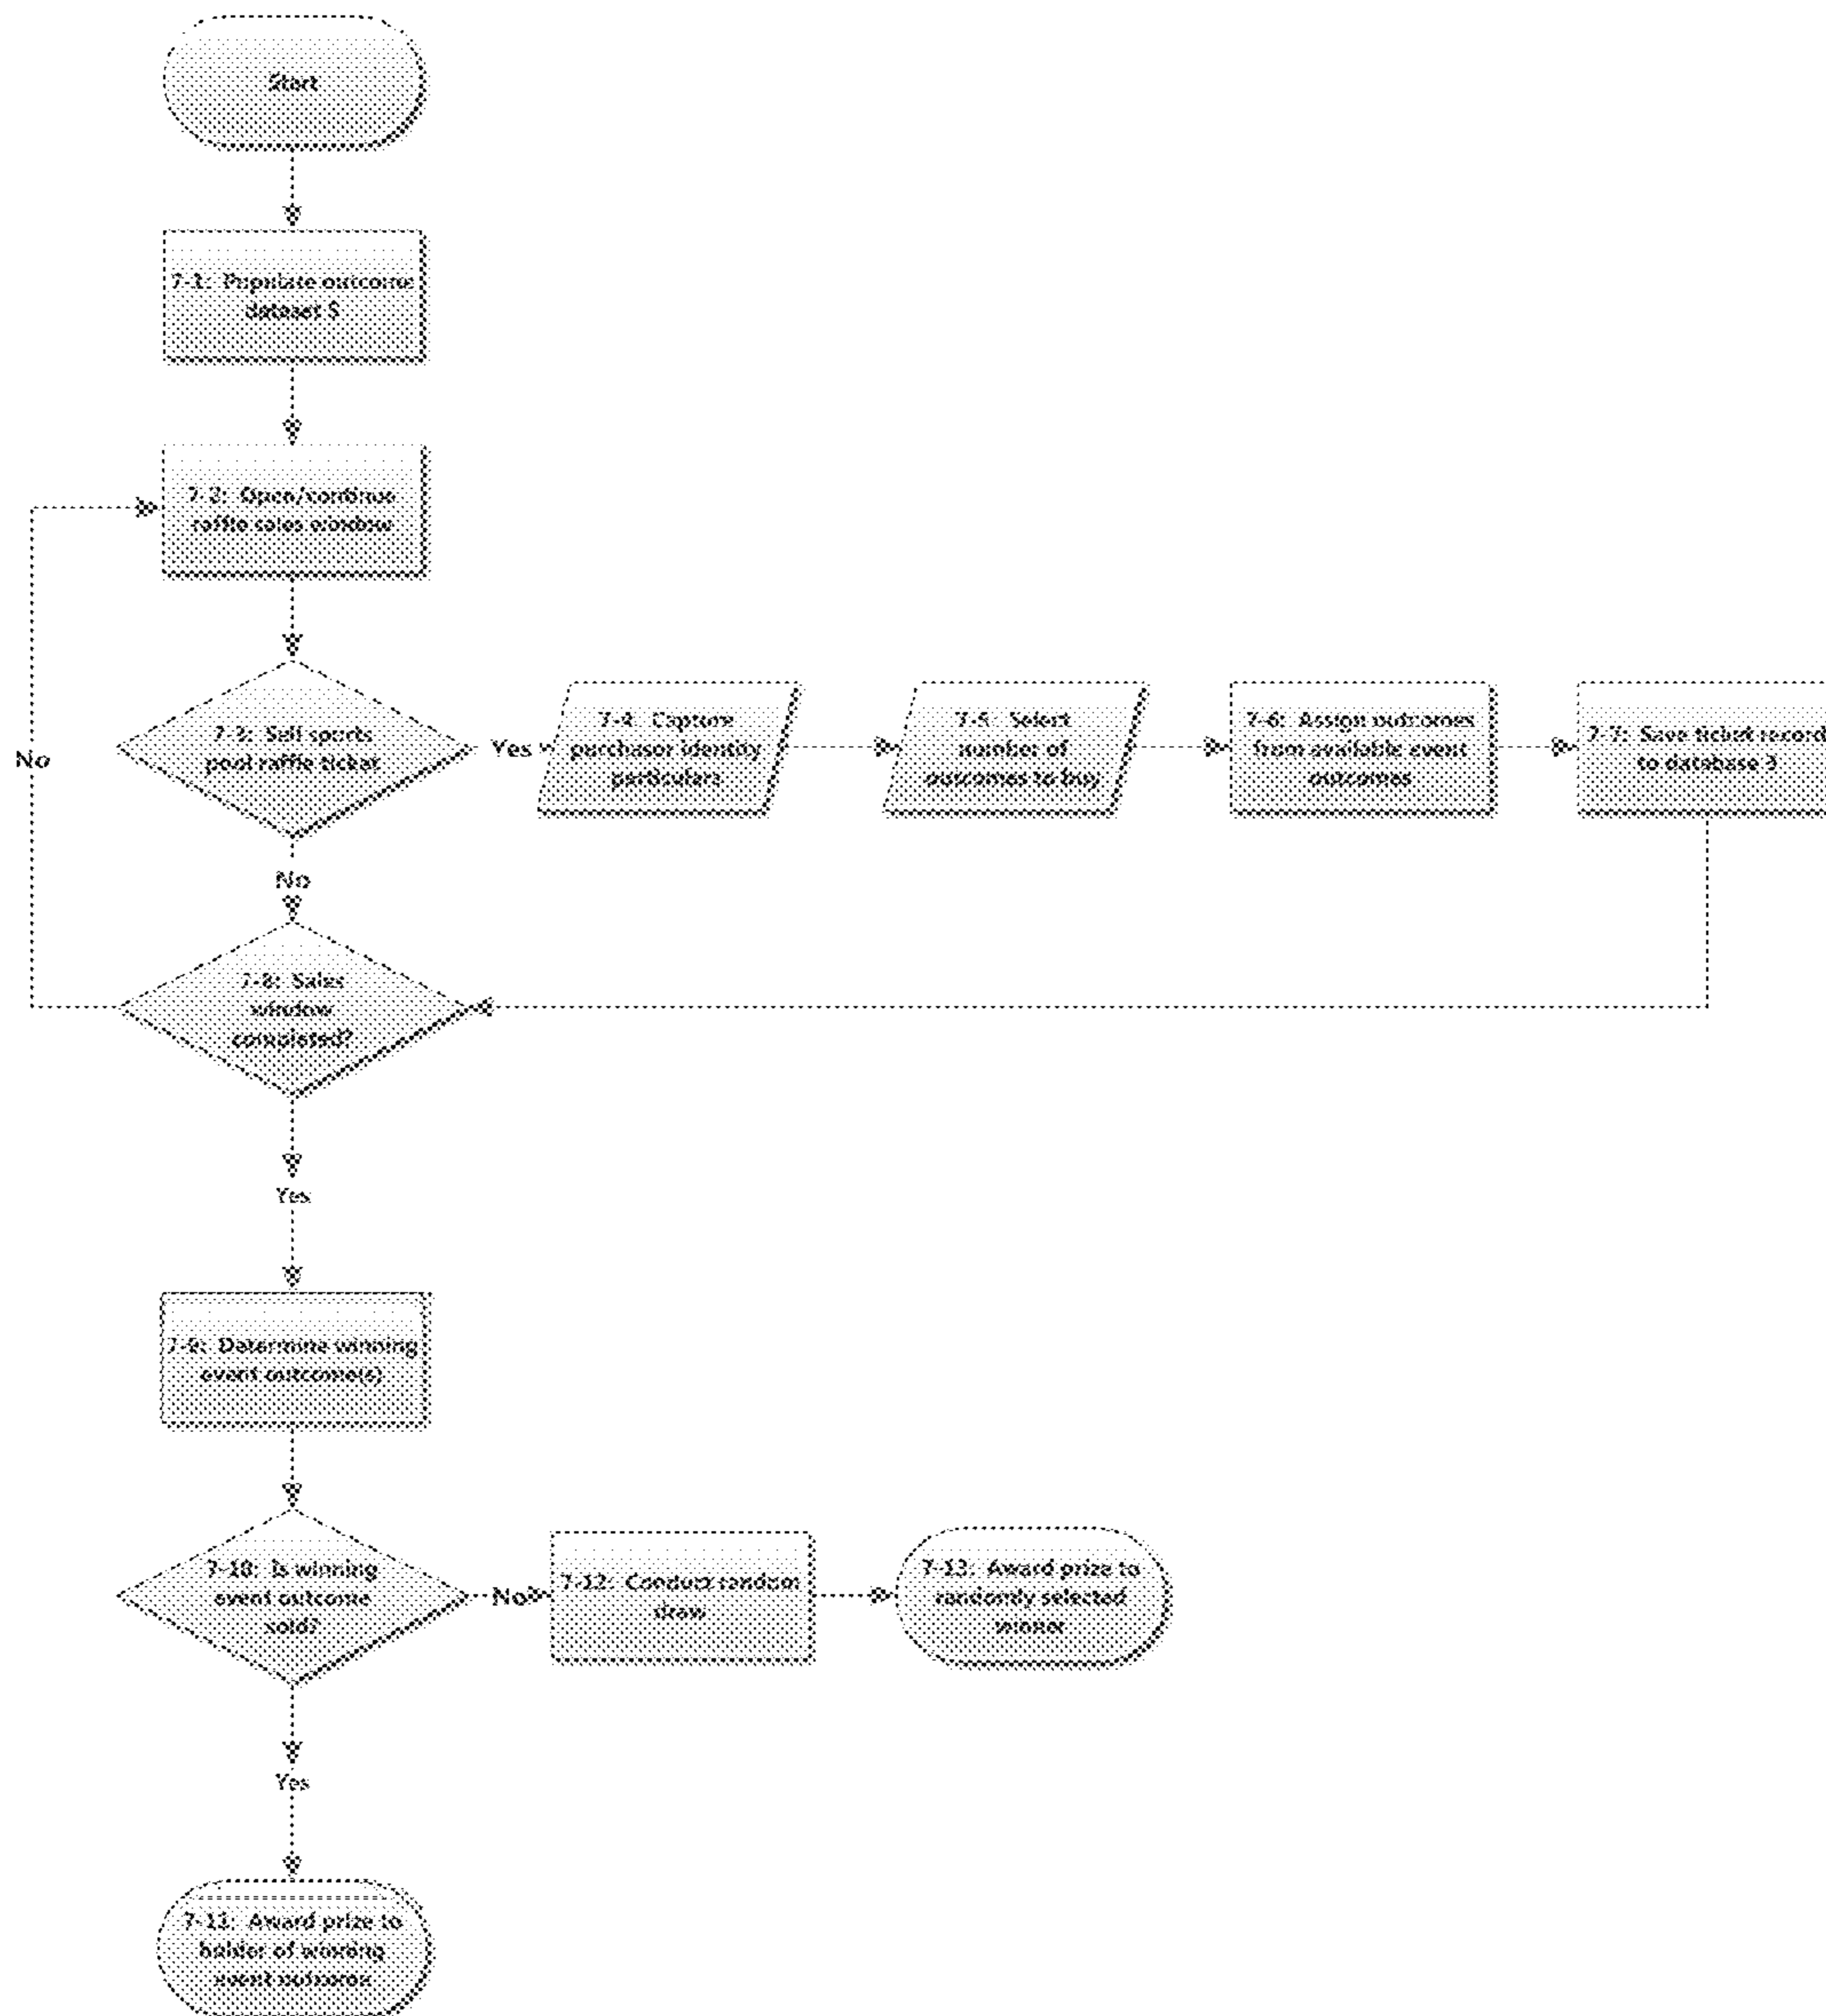 Start
7-1: Populate outcome
dataset 5
7-2: Open/continue
raffle sales window
7-3: Sell sports
pool raffle ticket
Yes
7-4: Capture
purchasor identity
particulars
7-5: Select
number of
outcomes to buy
7-6: Assign outcomes
from available event
outcomes
7-7: Save ticket record
to database 3
No
No
7-8: Sales
window
completed?
Yes
7-9: Determine winning
event outcome(s)
7-10: Is winning
event outcome
sold?
No
7-12: Conduct random
draw
7-13: Award prize to
randomly selected
winner
Yes
7-11: Award prize to
holder of winning
event outcome